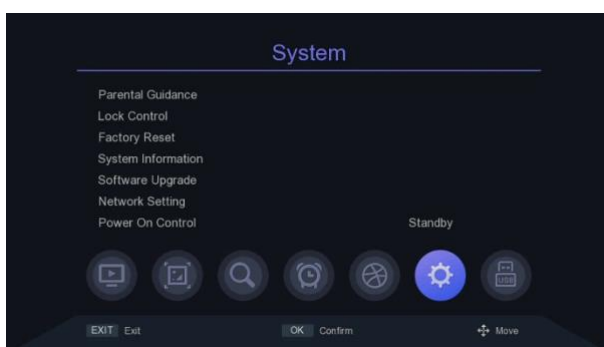 System
Parental Guidance
Lock Control
Factory Reset
System Information
Software Upgrade
Network Setting
Power On Control Standby
USB
EXIT Exit OK Confirm Move